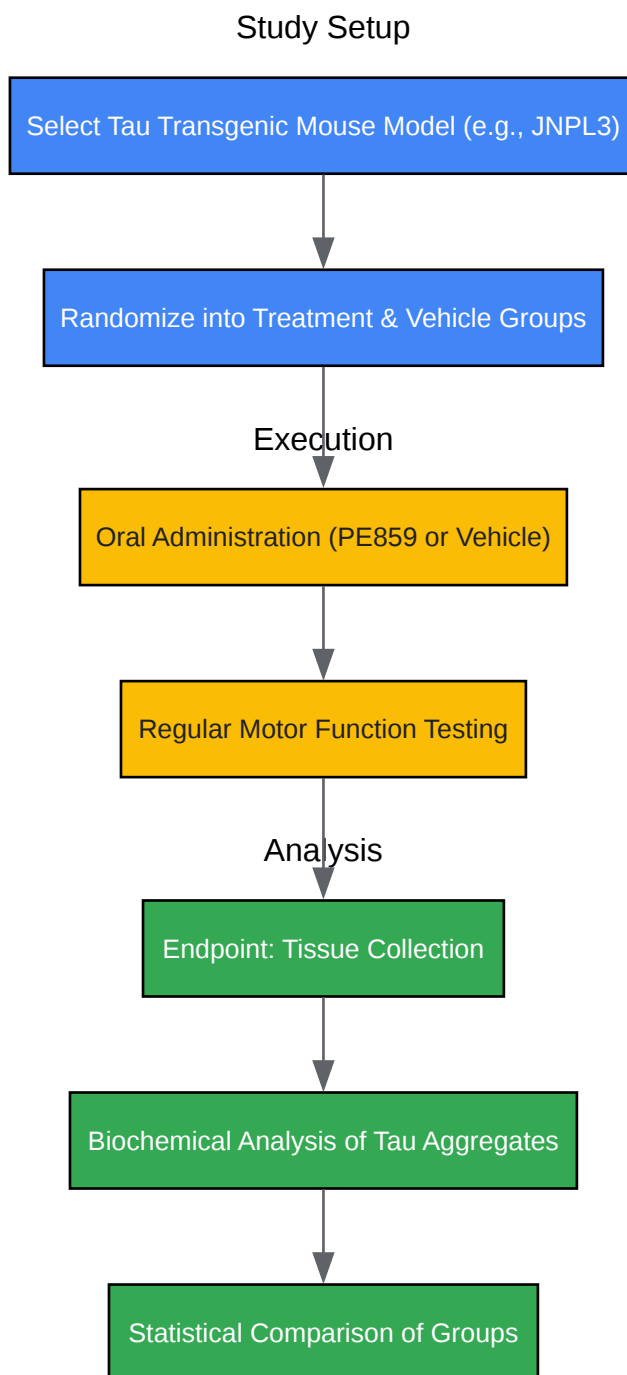 Study Setup
Select Tau Transgenic Mouse Model (e.g., JNPL3)
Randomize into Treatment & Vehicle Groups
Execution
Oral Administration (PE859 or Vehicle)
Regular Motor Function Testing
Analysis
Endpoint: Tissue Collection
Biochemical Analysis of Tau Aggregates
Statistical Comparison of Groups